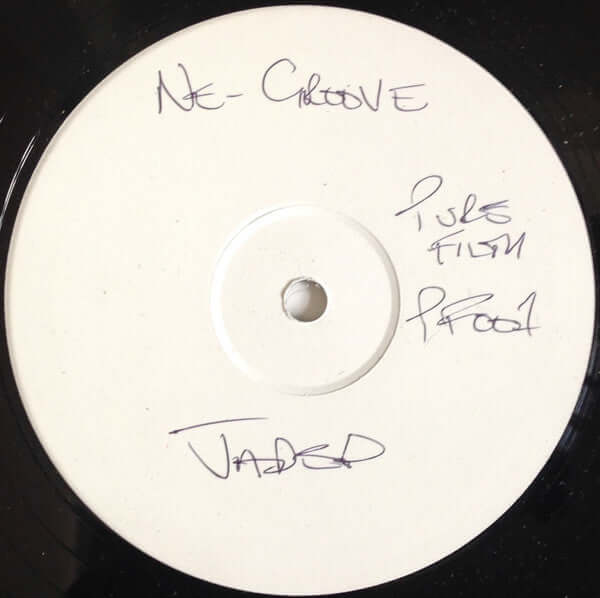 NE-GROOVE
PURE
FILTH
PF001
JADED